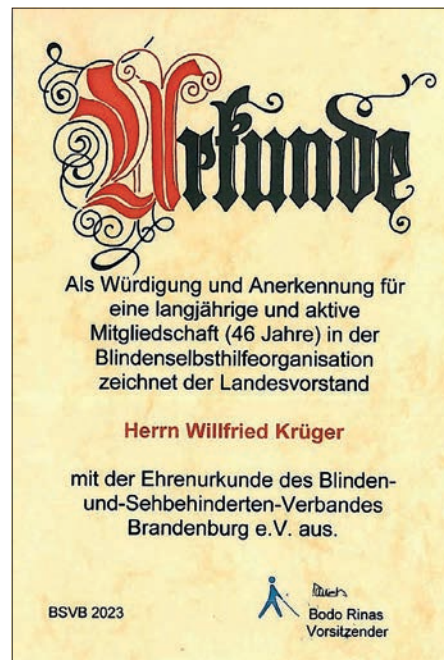 Urkunde
Als Würdigung und Anerkennung für
eine langjährige und aktive
Mitgliedschaft (46 Jahre) in der
Blindenselbsthilfeorganisation
zeichnet der Landesvorstand
Herrn Willfried Krüger
mit der Ehrenurkunde des Blinden-
und-Sehbehinderten-Verbandes
Brandenburg e.V. aus.
BSVB 2023
Bodo Rinas
Vorsitzender